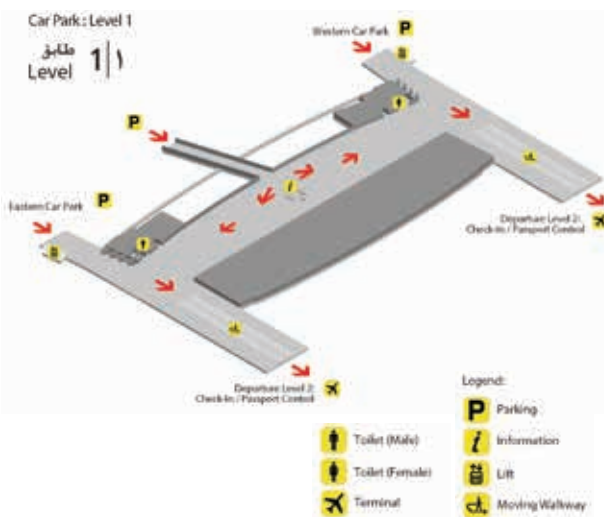 Car Park: Level 1
طابق
Level 1|١
Western Car Park P
P
Eastern Car Park P
i
Departure Level 2:
Check-In / Passport Control
Departure Level 2:
Check-In / Passport Control
Legend:
P Parking
Toilet (Male)
i Information
Toilet (Female)
Lift
Terminal
Moving Walkway